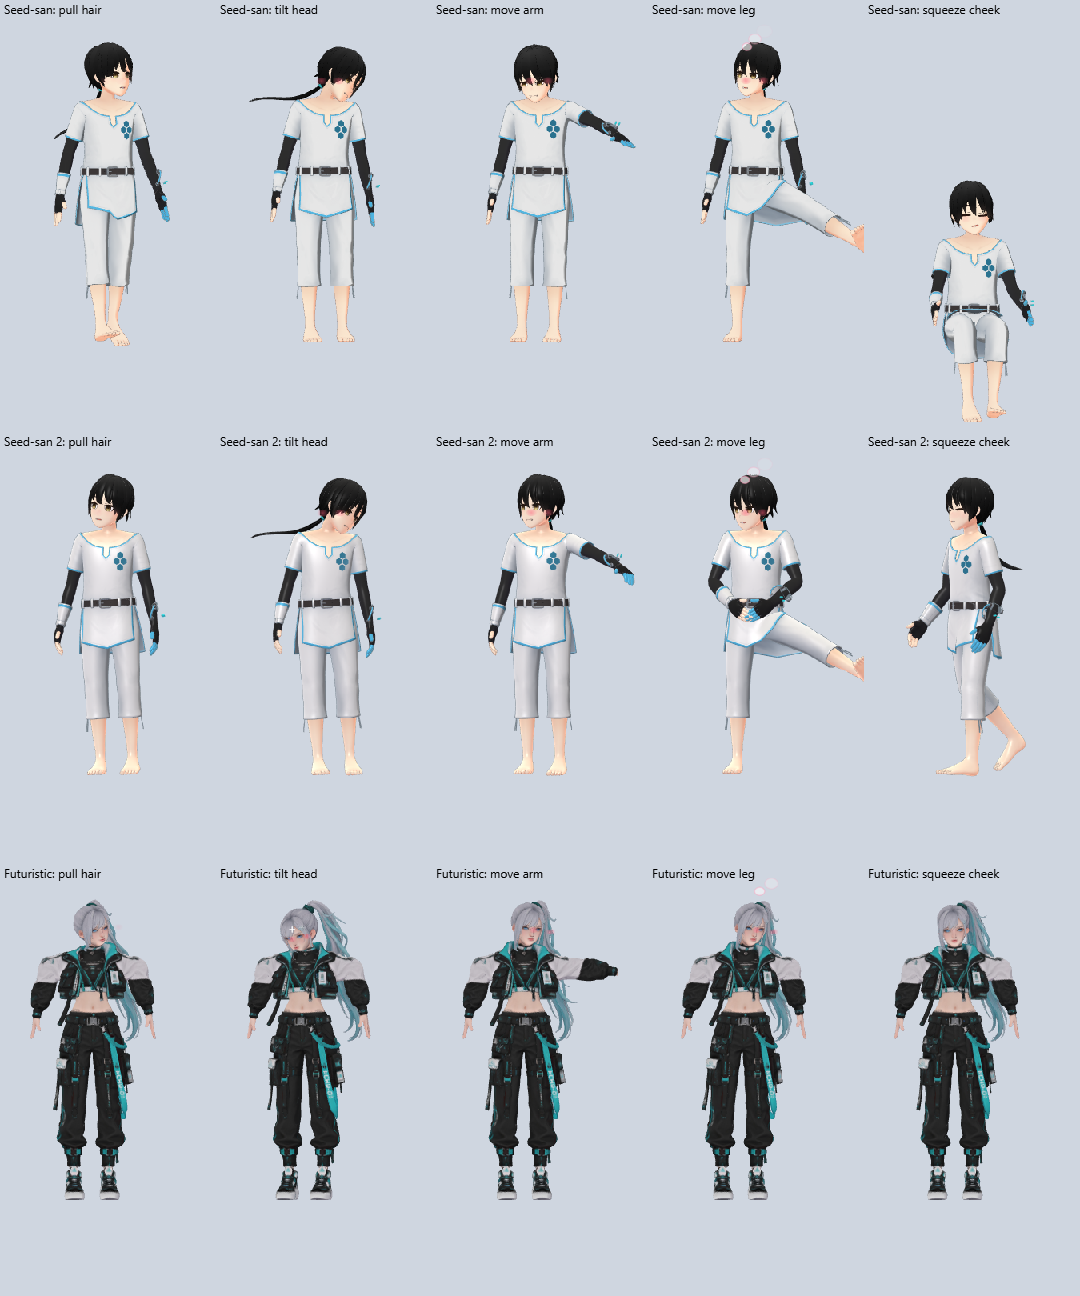 Seed-san: pull hair
Seed-san: tilt head
Seed-san: move arm
Seed-san: move leg
Seed-san: squeeze cheek
Seed-san 2: pull hair
Seed-san 2: tilt head
Seed-san 2: move arm
Seed-san 2: move leg
Seed-san 2: squeeze cheek
Futuristic: pull hair
Futuristic: tilt head
Futuristic: move arm
Futuristic: move leg
Futuristic: squeeze cheek